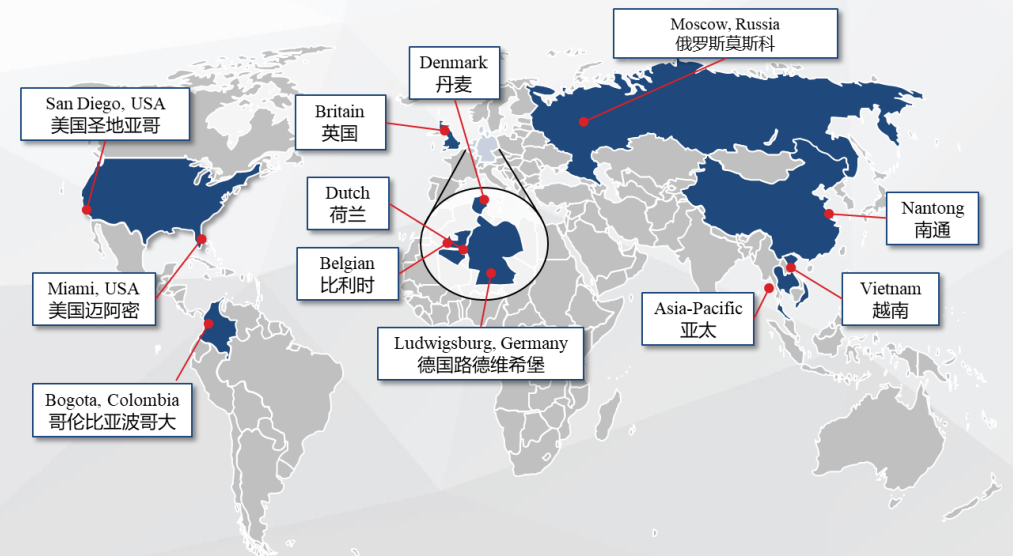 Moscow, Russia
俄罗斯莫斯科
Denmark
丹麦
San Diego, USA
美国圣地亚哥
Britain
英国
Dutch
荷兰
Nantong
南通
Belgian
比利时
Miami, USA
美国迈阿密
Vietnam
越南
Asia-Pacific
亚太
Ludwigsburg, Germany
德国路德维希堡
Bogota, Colombia
哥伦比亚波哥大